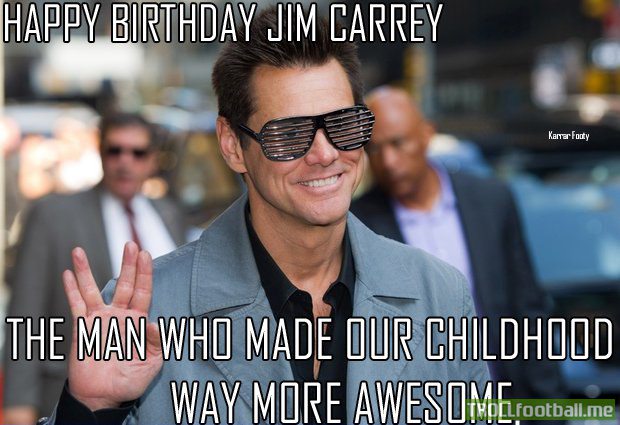 HAPPY BIRTHDAY JIM CARREY
Karrar Footy
THE MAN WHO MADE OUR CHILDHOOD
WAY MORE AWESOME.
TROLLfootball.me